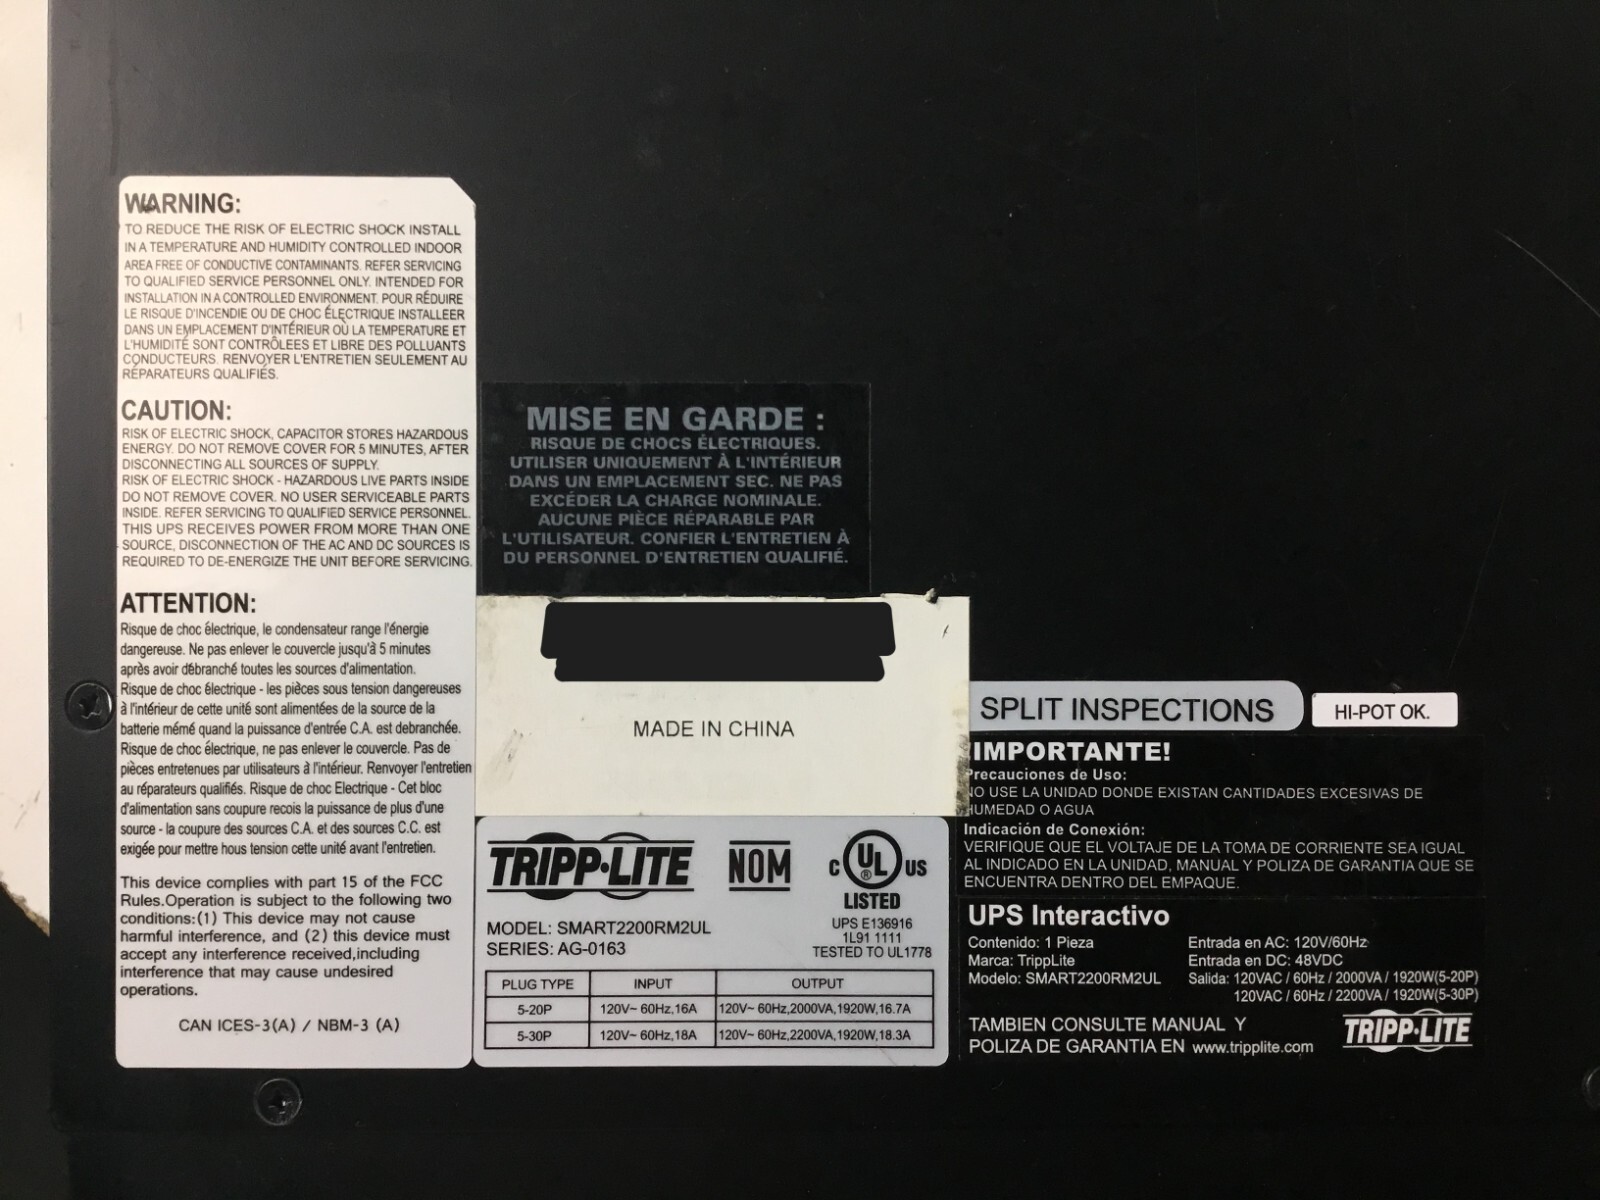 WARNING:
TO REDUCE THE RISK OF ELECTRIC SHOCK INSTALL
IN A TEMPERATURE AND HUMIDITY CONTROLLED INDOOR
AREA FREE OF CONDUCTIVE CONTAMINANTS. REFER SERVICING
TO QUALIFIED SERVICE PERSONNEL ONLY. INTENDED FOR
INSTALLATION IN A CONTROLLED ENVIRONMENT. POUR RÉDUIRE
LE RISQUE D'INCENDIE OU DE CHOC ÉLECTRIQUE INSTALLEER
DANS UN EMPLACEMENT D'INTÉRIEUR OÙ LA TEMPERATURE ET
L'HUMIDITÉ SONT CONTRÔLEES ET LIBRE DES POLLUANTS
CONDUCTEURS. RENVOYER L'ENTRETIEN SEULEMENT AU
RÉPARATEURS QUALIFIÉS.
CAUTION:
RISK OF ELECTRIC SHOCK, CAPACITOR STORES HAZARDOUS
ENERGY. DO NOT REMOVE COVER FOR 5 MINUTES, AFTER
DISCONNECTING ALL SOURCES OF SUPPLY.
RISK OF ELECTRIC SHOCK - HAZARDOUS LIVE PARTS INSIDE
DO NOT REMOVE COVER. NO USER SERVICEABLE PARTS
INSIDE. REFER SERVICING TO QUALIFIED SERVICE PERSONNEL.
THIS UPS RECEIVES POWER FROM MORE THAN ONE
SOURCE, DISCONNECTION OF THE AC AND DC SOURCES IS
REQUIRED TO DE-ENERGIZE THE UNIT BEFORE SERVICING.
ATTENTION:
Risque de choc électrique, le condensateur range l'énergie
dangereuse. Ne pas enlever le couvercle jusqu'à 5 minutes
après avoir débranché toutes les sources d'alimentation.
Risque de choc électrique - les pièces sous tension dangereuses
à l'intérieur de cette unité sont alimentées de la source de la
batterie mémé quand la puissance d'entrée C.A. est debranchée.
Risque de choc électrique, ne pas enlever le couvercle. Pas de
pièces entretenues par utilisateurs à l'intérieur. Renvoyer l'entretien
au réparateurs qualifiés. Risque de choc Electrique - Cet bloc
d'alimentation sans coupure recois la puissance de plus d'une
source - la coupure des sources C.A. et des sources C.C. est
exigée pour mettre hous tension cette unité avant l'entretien.
This device complies with part 15 of the FCC
Rules.Operation is subject to the following two
conditions:(1) This device may not cause
harmful interference, and (2) this device must
accept any interference received,including
interference that may cause undesired
operations.
CAN ICES-3(A) / NBM-3 (A)
MISE EN GARDE :
RISQUE DE CHOCS ÉLECTRIQUES.
UTILISER UNIQUEMENT À L'INTÉRIEUR
DANS UN EMPLACEMENT SEC. NE PAS
EXCÉDER LA CHARGE NOMINALE.
AUCUNE PIÈCE RÉPARABLE PAR
L'UTILISATEUR. CONFIER L'ENTRETIEN À
DU PERSONNEL D'ENTRETIEN QUALIFIÉ.
MADE IN CHINA
TRIPP·LITE NOM C UL ® US
LISTED
UPS E136916
1L91 1111
TESTED TO UL1778
MODEL: SMART2200RM2UL
SERIES: AG-0163
PLUG TYPE INPUT OUTPUT
5-20P 120V~ 60Hz,16A 120V~ 60Hz,2000VA,1920W,16.7A
5-30P 120V~ 60Hz,18A 120V~ 60Hz,2200VA,1920W,18.3A
SPLIT INSPECTIONS HI-POT OK.
IMPORTANTE!
Precauciones de Uso:
NO USE LA UNIDAD DONDE EXISTAN CANTIDADES EXCESIVAS DE
HUMEDAD O AGUA
Indicación de Conexión:
VERIFIQUE QUE EL VOLTAJE DE LA TOMA DE CORRIENTE SEA IGUAL
AL INDICADO EN LA UNIDAD, MANUAL Y POLIZA DE GARANTIA QUE SE
ENCUENTRA DENTRO DEL EMPAQUE.
UPS Interactivo
Contenido: 1 Pieza Entrada en AC: 120V/60Hz
Marca: TrippLite Entrada en DC: 48VDC
Modelo: SMART2200RM2UL Salida: 120VAC / 60Hz / 2000VA / 1920W(5-20P)
120VAC / 60Hz / 2200VA / 1920W(5-30P)
TAMBIEN CONSULTE MANUAL Y
POLIZA DE GARANTIA EN www.tripplite.com
TRIPP·LITE